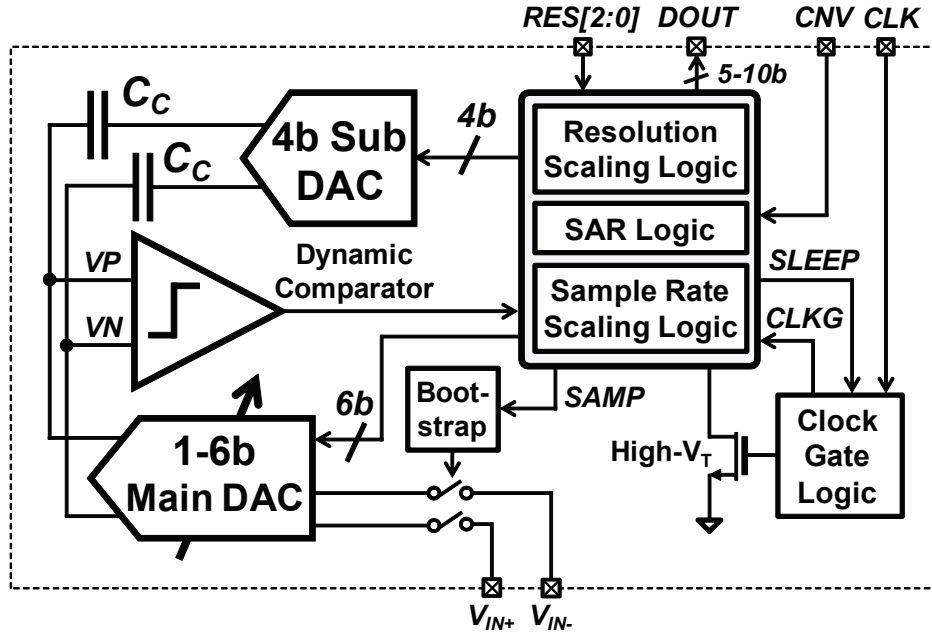 RES[2:0] DOUT CNV CLK
5-10b
C_C
4b Sub
DAC
4b
Resolution
Scaling Logic
C_C
SAR Logic
VP
Dynamic
Comparator
SLEEP
VN
Sample Rate
Scaling Logic
CLKG
6b
Boot-
strap
SAMP
1-6b
Main DAC
High-V_T
Clock
Gate
Logic
V_IN+ V_IN-